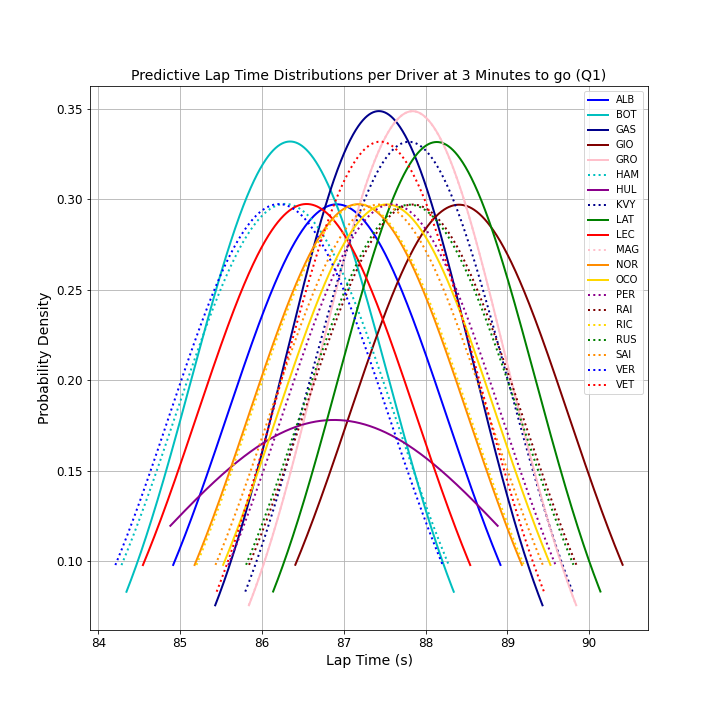 Predictive Lap Time Distributions per Driver at 3 Minutes to go (Q1)
0.35
0.30
0.25
0.20
0.15
0.10
Probability Density
84
85
86
87
88
89
90
Lap Time (s)
ALB
BOT
GAS
GIO
GRO
HAM
HUL
KVY
LAT
LEC
MAG
NOR
OCO
PER
RAI
RIC
RUS
SAI
VER
VET